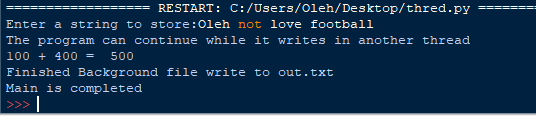 =================== RESTART: C:/Users/Oleh/Desktop/thred.py ========
Enter a string to store:Oleh not love football
The program can continue while it writes in another thread
100 + 400 =  500
Finished Background file write to out.txt
Main is completed
>>>